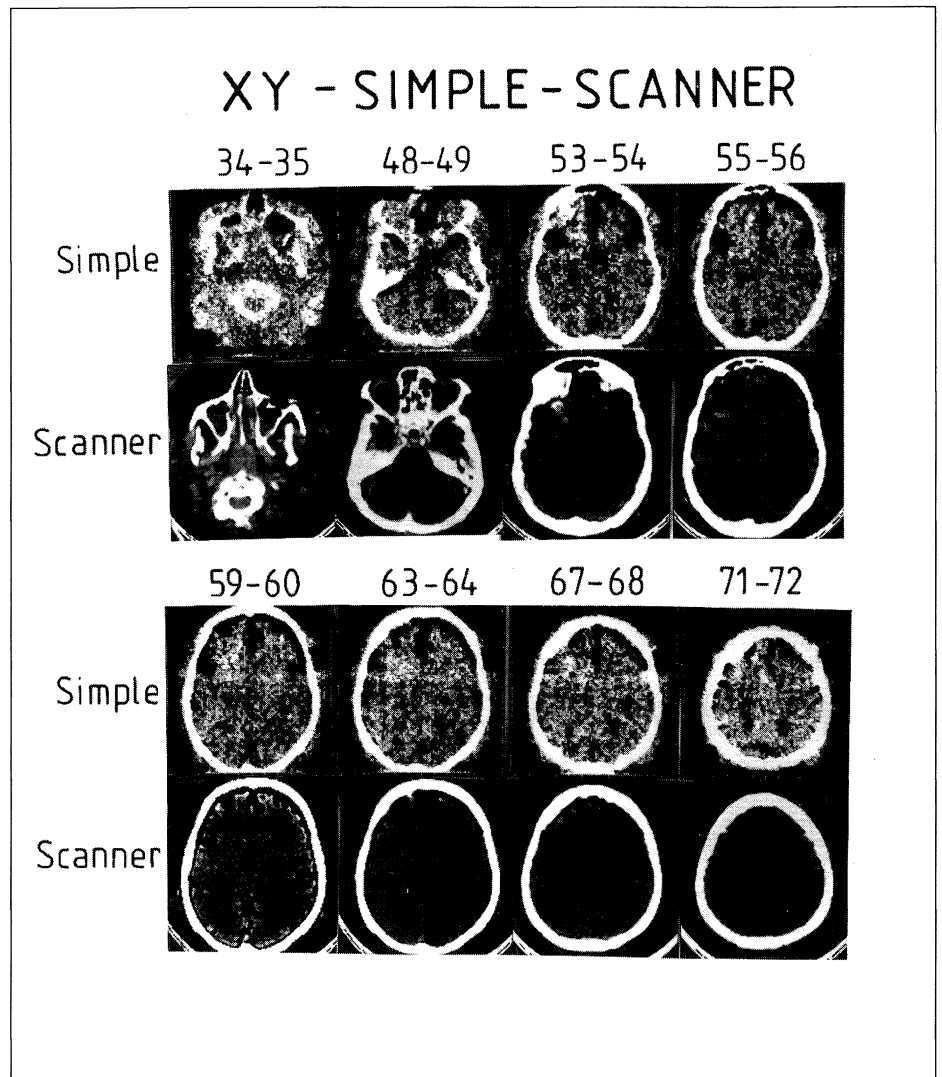 XY - SIMPLE - SCANNER
34-35 48-49 53-54 55-56
Simple
Scanner
59-60 63-64 67-68 71-72
Simple
Scanner